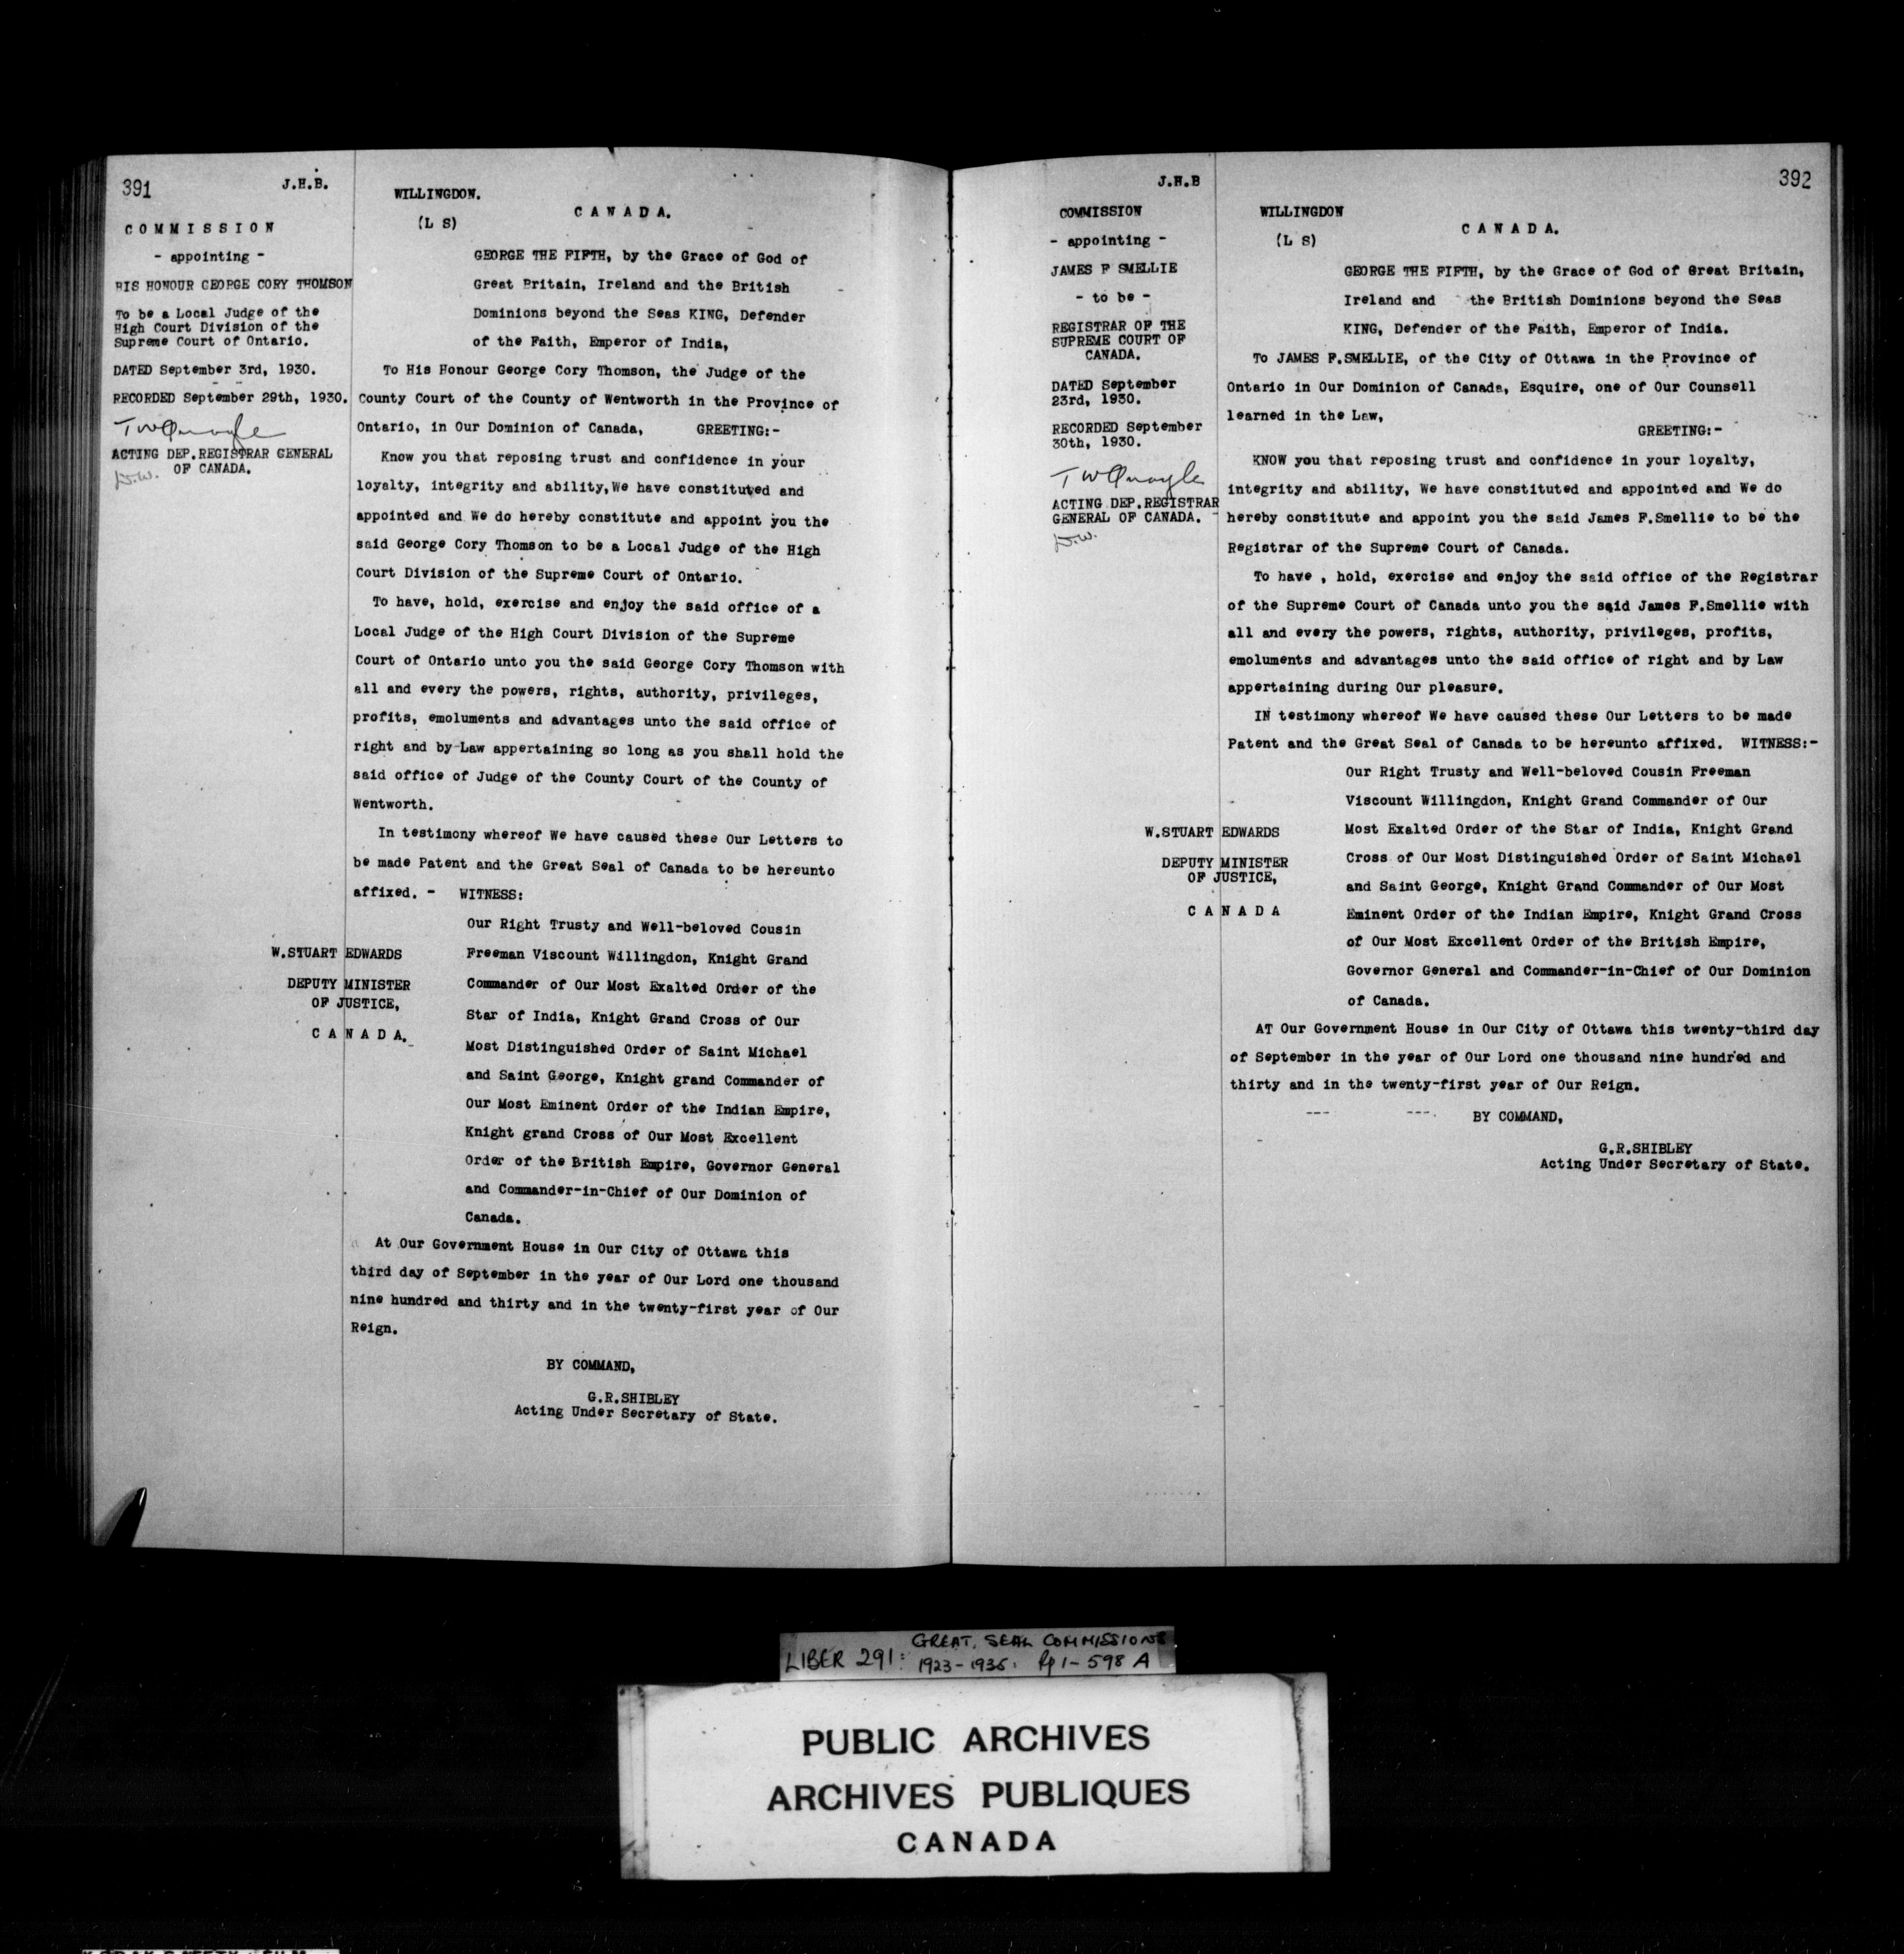 391
J.H.B.
COMMISSION
- appointing -
HIS HONOUR GEORGE CORY THOMSON
To be a Local Judge of the
High Court Division of the
Supreme Court of Ontario.
DATED September 3rd, 1930.
RECORDED September 29th, 1930.
TWQuayle
ACTING DEP.REGISTRAR GENERAL
OF CANADA.
WILLINGDON.
(L S)
CANADA.
GEORGE THE FIFTH, by the Grace of God of
Great Britain, Ireland and the British
Dominions beyond the Seas KING, Defender
of the Faith, Emperor of India,
To His Honour George Cory Thomson, the Judge of the
County Court of the County of Wentworth in the Province of
Ontario, in Our Dominion of Canada, GREETING:-
Know you that reposing trust and confidence in your
loyalty, integrity and ability,We have constituted and
appointed and We do hereby constitute and appoint you the
said George Cory Thomson to be a Local Judge of the High
Court Division of the Supreme Court of Ontario.
To have, hold, exercise and enjoy the said office of a
Local Judge of the High Court Division of the Supreme
Court of Ontario unto you the said George Cory Thomson with
all and every the powers, rights, authority, privileges,
profits, emoluments and advantages unto the said office of
right and by Law appertaining so long as you shall hold the
said office of Judge of the County Court of the County of
Wentworth.
In testimony whereof We have caused these Our Letters to
be made Patent and the Great Seal of Canada to be hereunto
affixed. - WITNESS:
W.STUART EDWARDS
DEPUTY MINISTER
OF JUSTICE,
CANADA.
Our Right Trusty and Well-beloved Cousin
Freeman Viscount Willingdon, Knight Grand
Commander of Our Most Exalted Order of the
Star of India, Knight Grand Cross of Our
Most Distinguished Order of Saint Michael
and Saint George, Knight grand Commander of
Our Most Eminent Order of the Indian Empire,
Knight grand Cross of Our Most Excellent
Order of the British Empire, Governor General
and Commander-in-Chief of Our Dominion of
Canada.
At Our Government House in Our City of Ottawa this
third day of September in the year of Our Lord one thousand
nine hundred and thirty and in the twenty-first year of Our
Reign.
BY COMMAND,
G.R.SHIBLEY
Acting Under Secretary of State.
J.H.B
392
COMMISSION
- appointing -
JAMES F SMELLIE
- to be -
REGISTRAR OF THE
SUPREME COURT OF
CANADA.
DATED September
23rd, 1930.
RECORDED September
30th, 1930.
TWQuayle
ACTING DEP.REGISTRAR
GENERAL OF CANADA.
WILLINGDON
(L S)
CANADA.
GEORGE THE FIFTH, by the Grace of God of Great Britain,
Ireland and the British Dominions beyond the Seas
KING, Defender of the Faith, Emperor of India.
To JAMES F.SMELLIE, of the City of Ottawa in the Province of
Ontario in Our Dominion of Canada, Esquire, one of Our Counsell
learned in the Law,
GREETING:-
KNOW you that reposing trust and confidence in your loyalty,
integrity and ability, We have constituted and appointed and We do
hereby constitute and appoint you the said James F.Smellie to be the
Registrar of the Supreme Court of Canada.
To have , hold, exercise and enjoy the said office of the Registrar
of the Supreme Court of Canada unto you the said James F.Smellie with
all and every the powers, rights, authority, privileges, profits,
emoluments and advantages unto the said office of right and by Law
appertaining during Our pleasure.
IN testimony whereof We have caused these Our Letters to be made
Patent and the Great Seal of Canada to be hereunto affixed. WITNESS:-
W.STUART EDWARDS
DEPUTY MINISTER
OF JUSTICE,
CANADA
Our Right Trusty and Well-beloved Cousin Freeman
Viscount Willingdon, Knight Grand Commander of Our
Most Exalted Order of the Star of India, Knight Grand
Cross of Our Most Distinguished Order of Saint Michael
and Saint George, Knight Grand Commander of Our Most
Eminent Order of the Indian Empire, Knight Grand Cross
of Our Most Excellent Order of the British Empire,
Governor General and Commander-in-Chief of Our Dominion
of Canada.
AT Our Government House in Our City of Ottawa this twenty-third day
of September in the year of Our Lord one thousand nine hundred and
thirty and in the twenty-first year of Our Reign.
BY COMMAND,
G.R.SHIBLEY
Acting Under Secretary of State.
LIBER 291: GREAT SEAL COMMISSIONS
1923-1935. Pp 1-598 A
PUBLIC ARCHIVES
ARCHIVES PUBLIQUES
CANADA